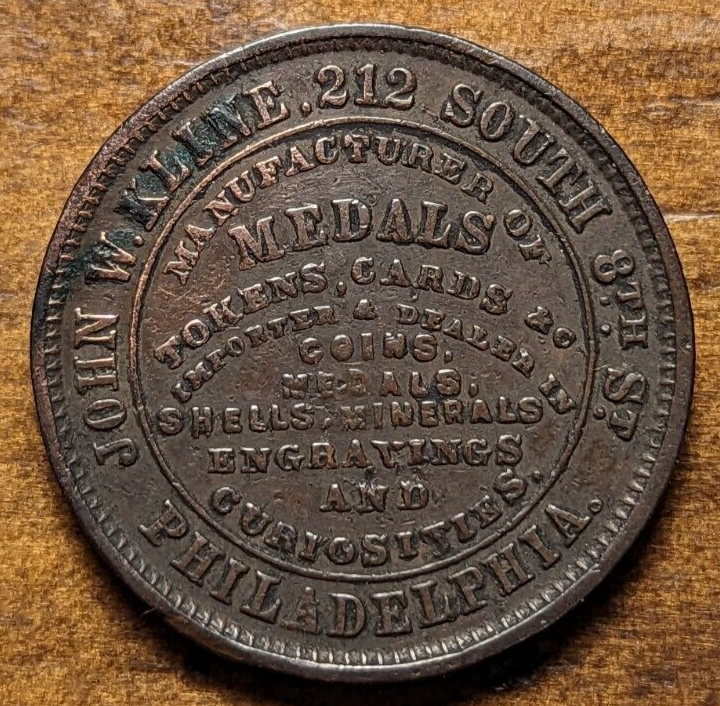 JOHN W. KLINE. 212 SOUTH 8TH. ST.
PHILADELPHIA.
MANUFACTURER OF
MEDALS
TOKENS, CARDS &C
IMPORTER & DEALER IN
COINS,
MEDALS,
SHELLS, MINERALS
ENGRAVINGS
AND
CURIOSITIES.